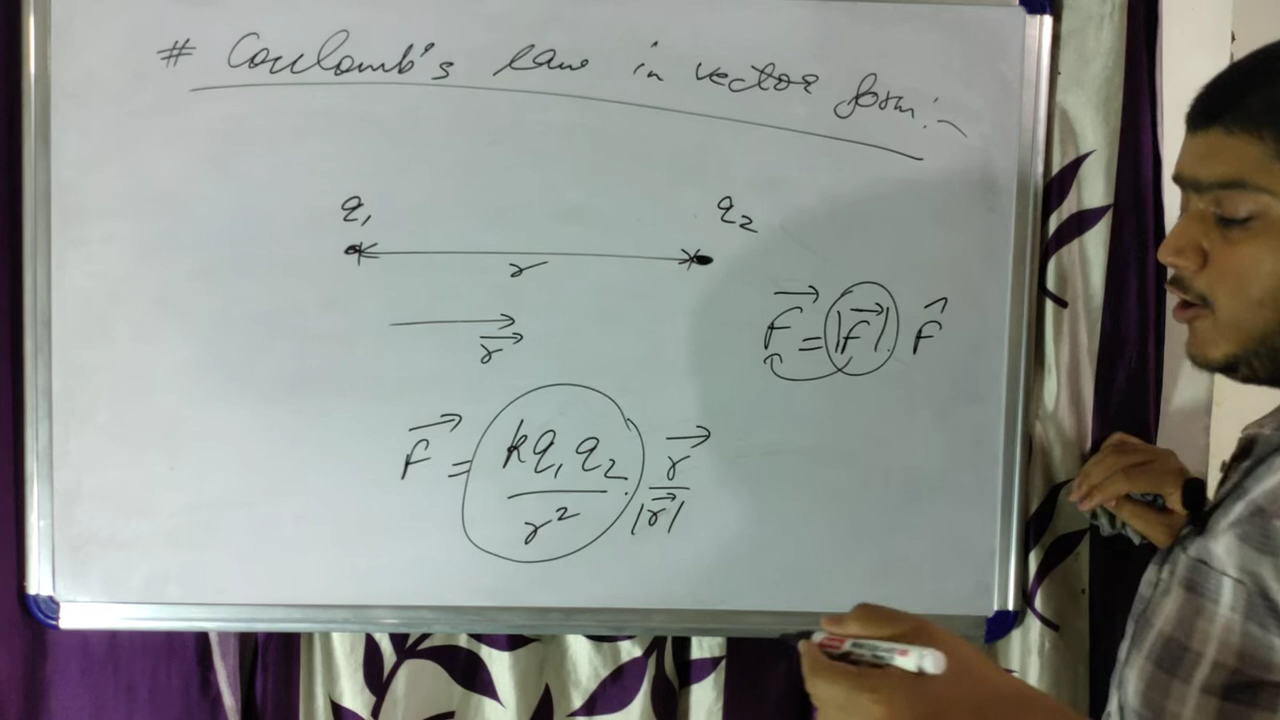 # Coulomb's law in vector form:-
q₁ q₂
r
r⃗
F⃗ = |F⃗|. F̂
F⃗ = kq₁q₂/r² . r⃗/|r⃗|